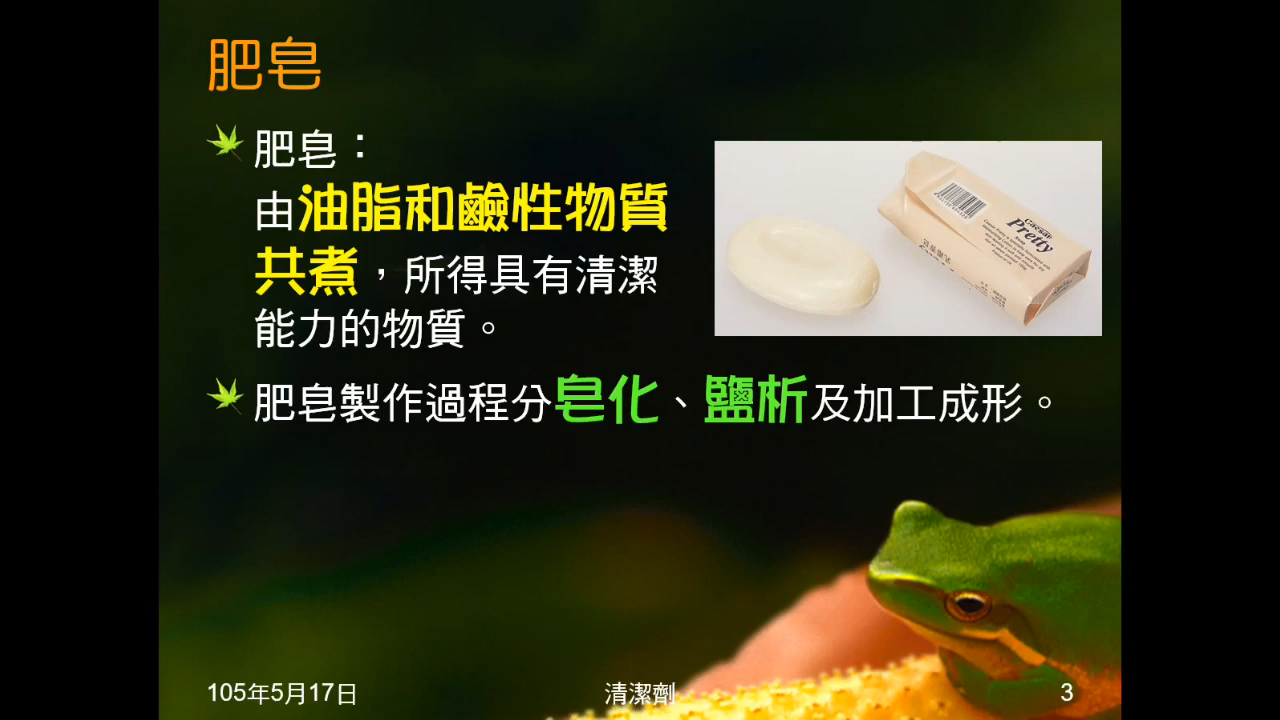 肥皂
肥皂：
由油脂和鹼性物質
共煮，所得具有清潔
能力的物質。
Caesar
Pretty
肥皂製作過程分皂化、鹽析及加工成形。
105年5月17日
清潔劑
3